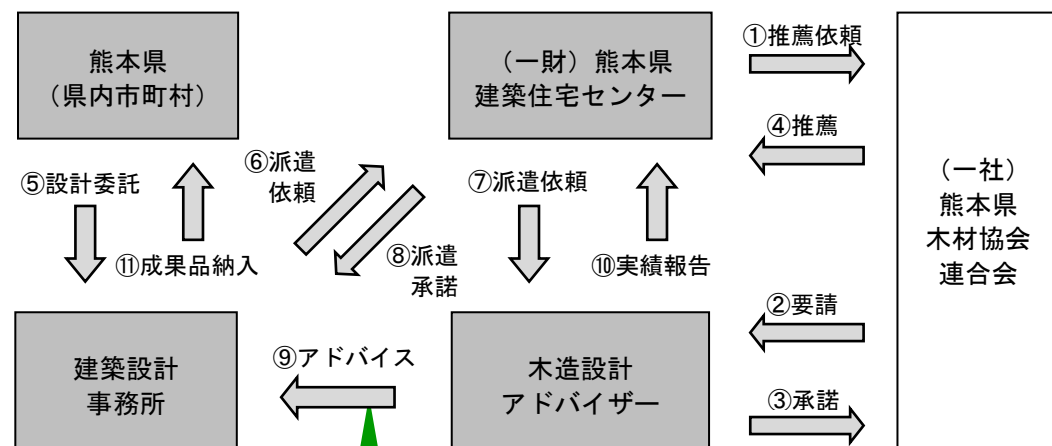 熊本県
（県内市町村）
（一財）熊本県
建築住宅センター
①推薦依頼
④推薦
（一社）
熊本県
木材協会
連合会
⑤設計委託
⑪成果品納入
⑥派遣
依頼
⑧派遣
承諾
⑦派遣依頼
⑩実績報告
②要請
③承諾
建築設計
事務所
⑨アドバイス
木造設計
アドバイザー